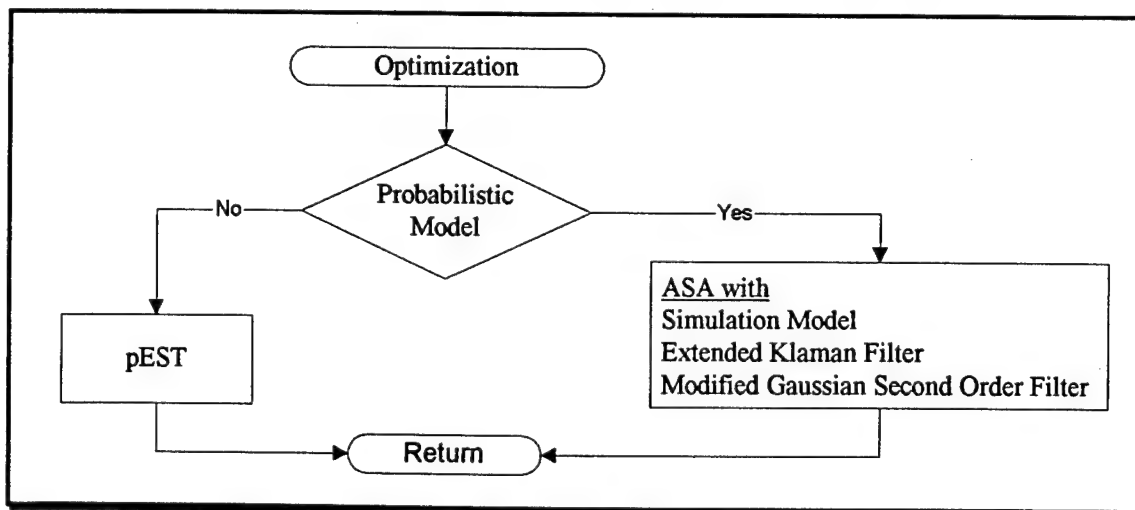 Optimization
Probabilistic
Model
No
Yes
ASA with
Simulation Model
Extended Klaman Filter
Modified Gaussian Second Order Filter
pEST
Return